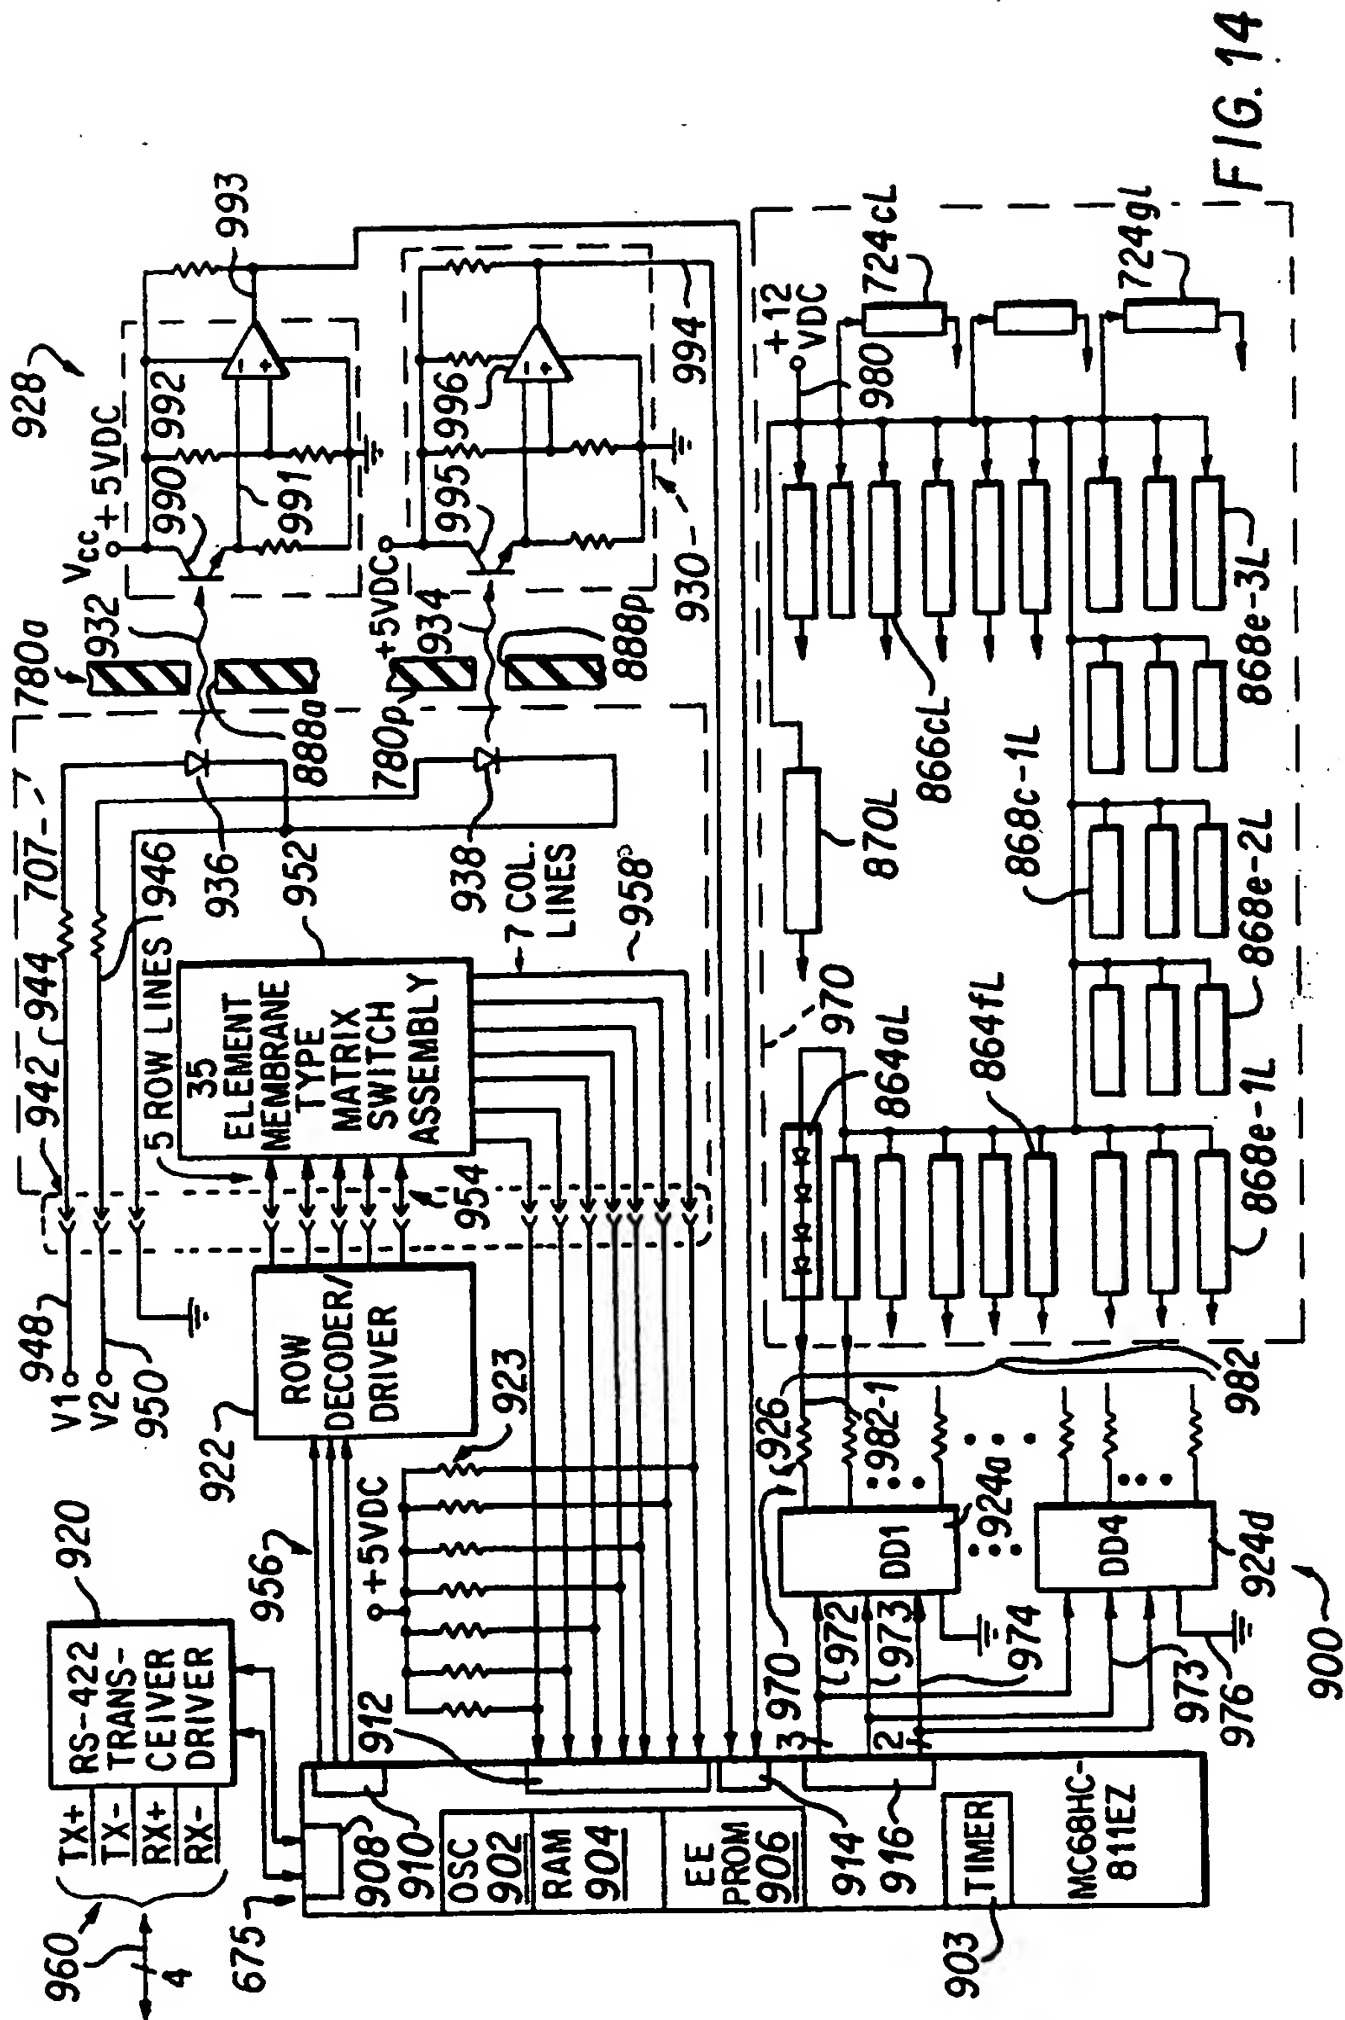 960
4
TX+
TX-
RX+
RX-
RS-422
TRANS-
CEIVER
DRIVER
920
675
908
910
OSC
902
RAM
904
EE
PROM
906
912
914
916
TIMER
903
MC68HC-
811EZ
956
+5VDC
923
922
ROW
DECODER/
DRIVER
V1
V2
948
950
942
944
707
946
5 ROW LINES
954
35
ELEMENT
MEMBRANE
TYPE
MATRIX
SWITCH
ASSEMBLY
952
936
938
7 COL.
LINES
958
780a
932
888a
780p
934
888p
928
Vcc
+5VDC
990
992
991
993
+5VDC
995
996
994
930
3
2
970
972
973
974
DD1
924a
926
982-1
DD4
924d
973
976
982
900
970
864aL
864fL
868e-1L
868e-2L
868c-1L
868e-3L
870L
866cL
+12
VDC
980
724cL
724gL
FIG. 14